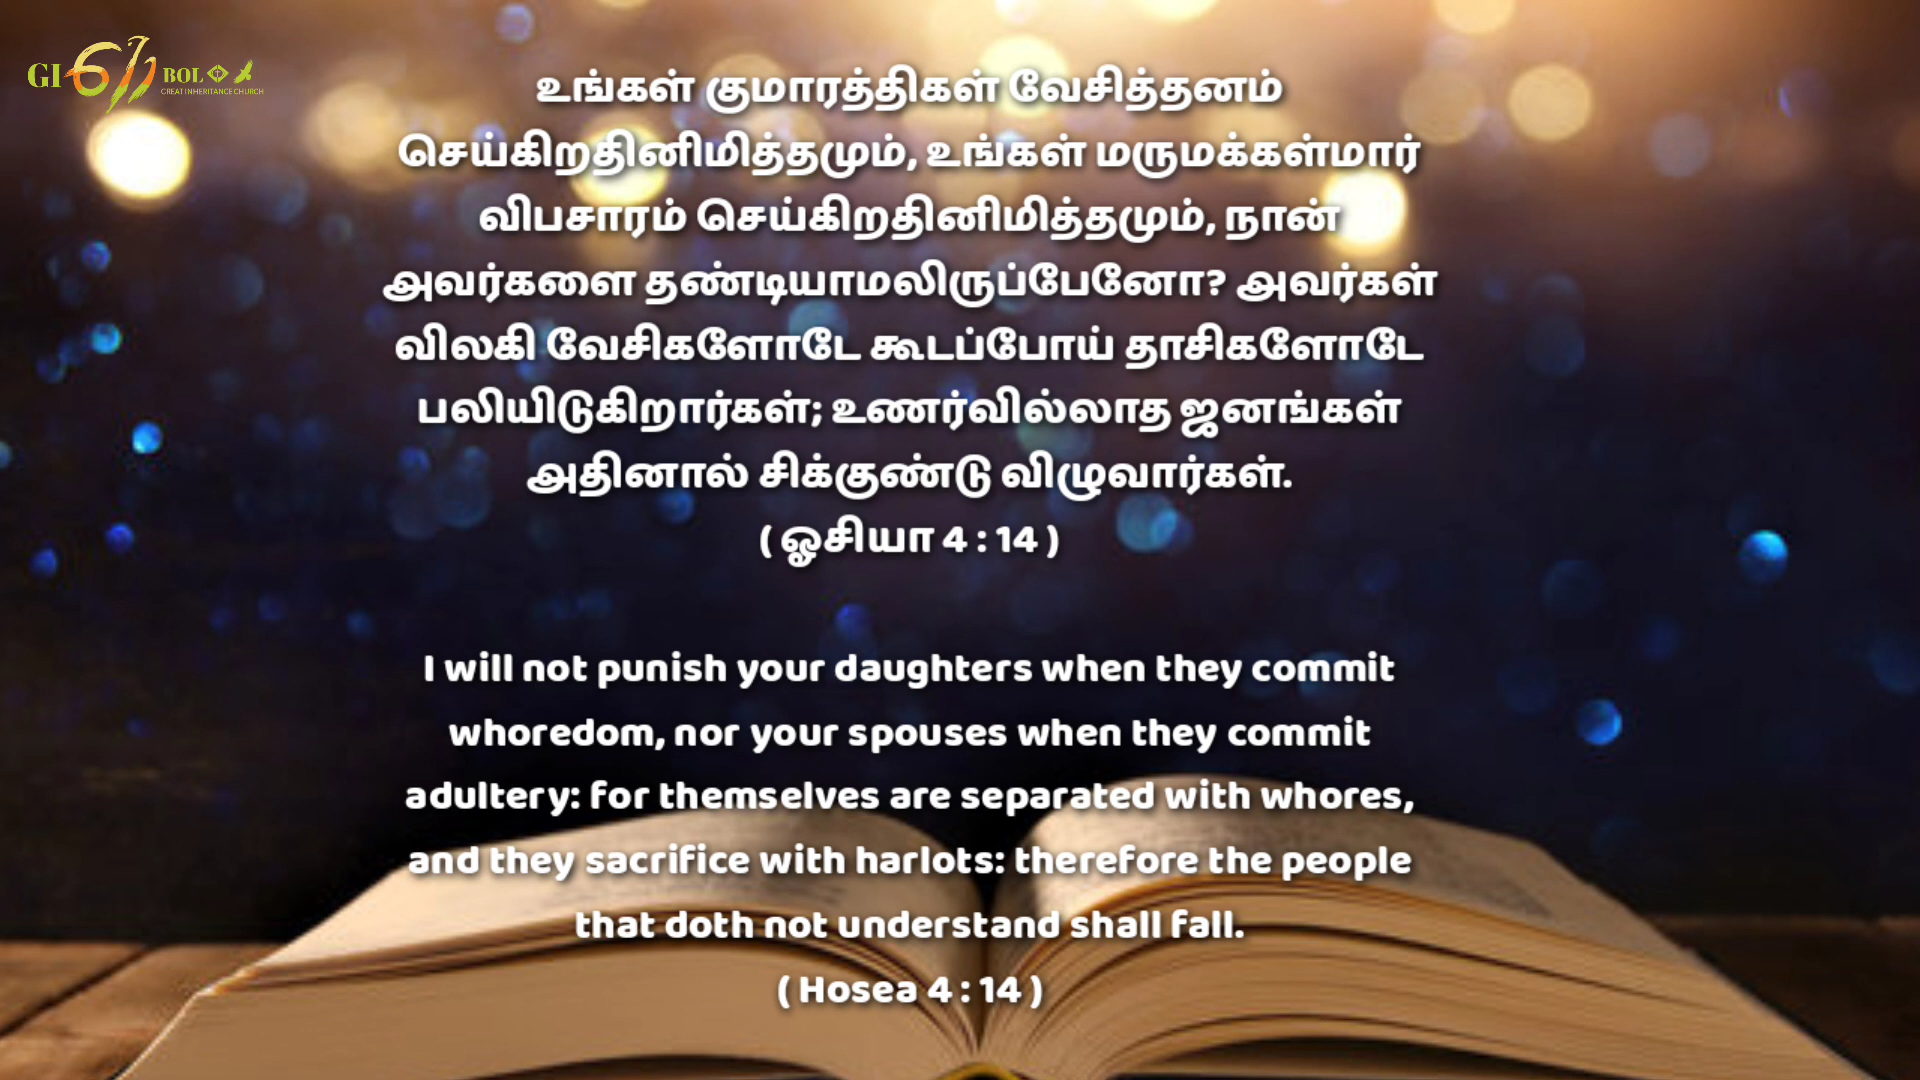 GI 611 BOL
GREAT INHERITANCE CHURCH
உங்கள் குமாரத்திகள் வேசித்தனம்
செய்கிறதினிமித்தமும், உங்கள் மருமக்கள்மார்
விபசாரம் செய்கிறதினிமித்தமும், நான்
அவர்களை தண்டியாமலிருப்பேனோ? அவர்கள்
விலகி வேசிகளோடே கூடப்போய் தாசிகளோடே
பலியிடுகிறார்கள்; உணர்வில்லாத ஜனங்கள்
அதினால் சிக்குண்டு விழுவார்கள்.
( ஓசியா 4 : 14 )
I will not punish your daughters when they commit
whoredom, nor your spouses when they commit
adultery: for themselves are separated with whores,
and they sacrifice with harlots: therefore the people
that doth not understand shall fall.
( Hosea 4 : 14 )